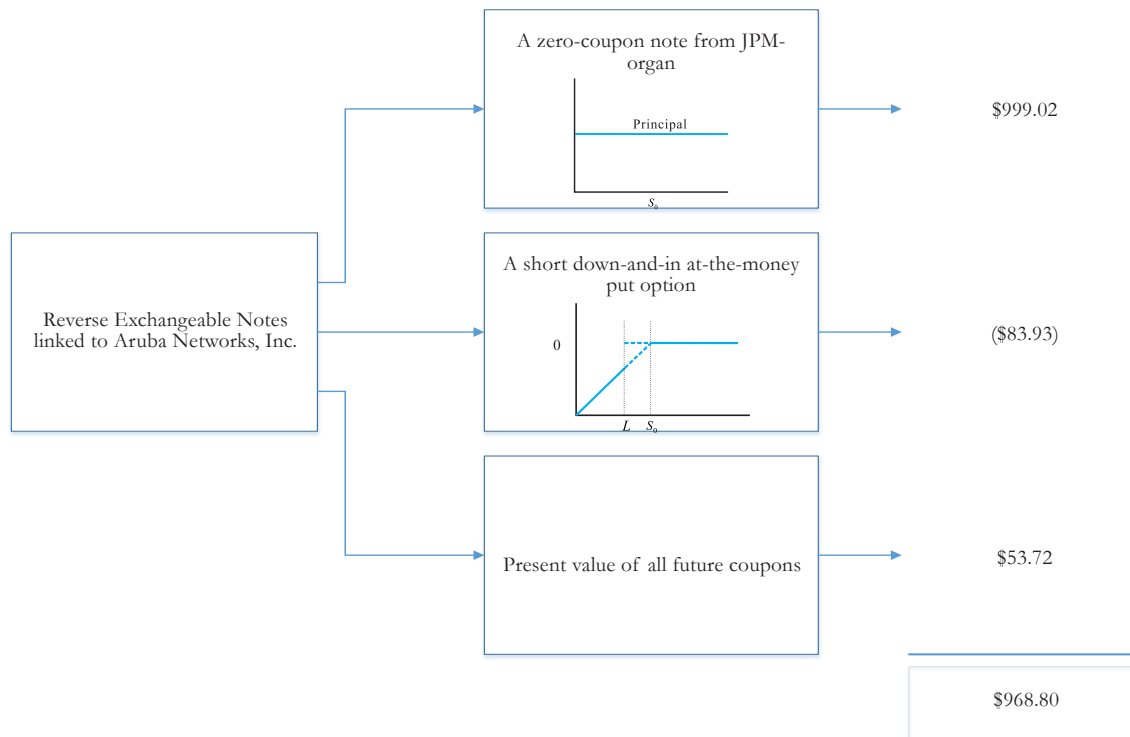 A zero-coupon note from JPM-
organ
Principal
S₀
$999.02
Reverse Exchangeable Notes
linked to Aruba Networks, Inc.
A short down-and-in at-the-money
put option
0
L S₀
($83.93)
Present value of all future coupons
$53.72
$968.80